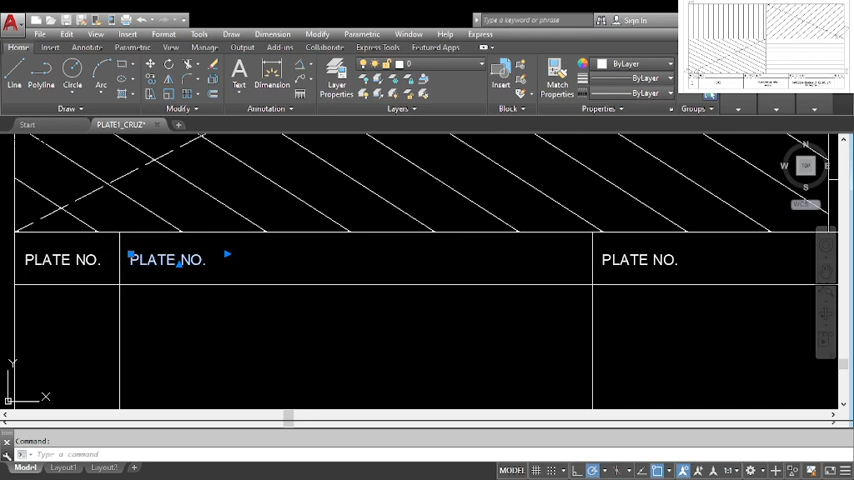 Type a keyword or phrase
Sign In
File Edit View Insert Format Tools Draw Dimension Modify Parametric Window Help Express
Home Insert Annotate Parametric View Manage Output Add-ins Collaborate Express Tools Featured Apps
Line Polyline Circle Arc
Text Dimension
Layer Properties
0
Insert
Match Properties
ByLayer
ByLayer
ByLayer
Draw Modify Annotation Layers Block Properties Groups
Start PLATE1_CRUZ*
N
W TOP E
S
WCS
PLATE NO. PLATE NO. PLATE NO.
Y
X
Command:
Type a command
Model Layout1 Layout2 +
MODEL 1:1